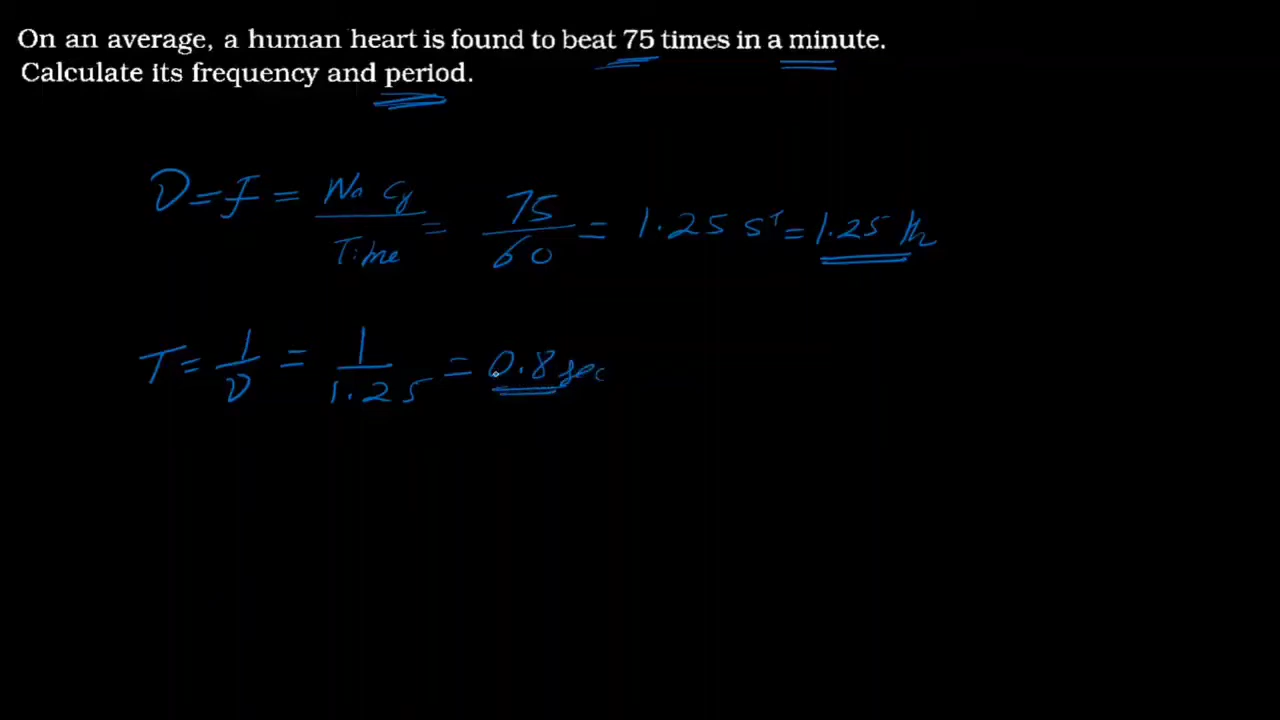 On an average, a human heart is found to beat 75 times in a minute.
Calculate its frequency and period.
ν = f = No Cy / Time = 75 / 60 = 1.25 s⁻¹ = 1.25 Hz
T = 1 / ν = 1 / 1.25 = 0.8 sec